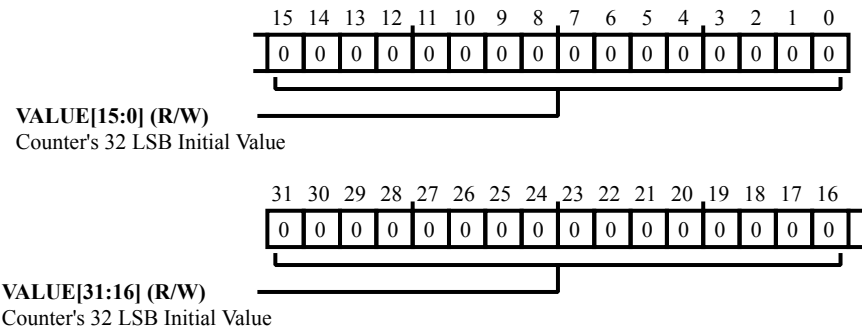 15 14 13 12 11 10 9 8 7 6 5 4 3 2 1 0
0 0 0 0 0 0 0 0 0 0 0 0 0 0 0 0
VALUE[15:0] (R/W)
Counter's 32 LSB Initial Value
31 30 29 28 27 26 25 24 23 22 21 20 19 18 17 16
0 0 0 0 0 0 0 0 0 0 0 0 0 0 0 0
VALUE[31:16] (R/W)
Counter's 32 LSB Initial Value